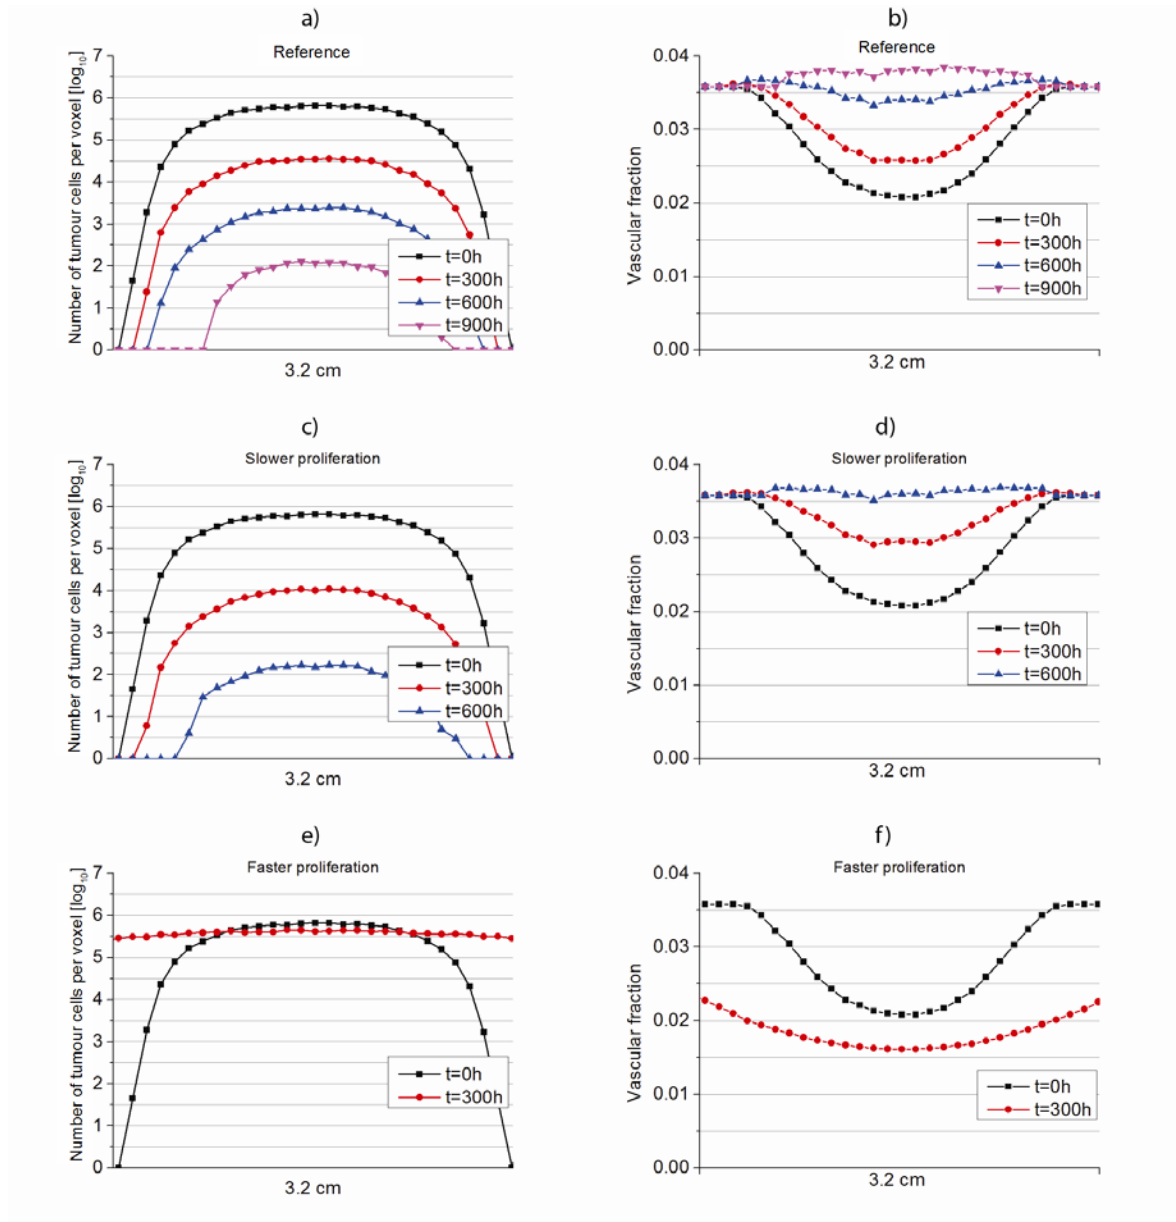 a)
Reference
Number of tumour cells per voxel [log10]
7
6
5
4
3
2
1
0
t=0h
t=300h
t=600h
t=900h
3.2 cm
b)
Reference
Vascular fraction
0.04
0.03
0.02
0.01
0.00
t=0h
t=300h
t=600h
t=900h
3.2 cm
c)
Slower proliferation
Number of tumour cells per voxel [log10]
7
6
5
4
3
2
1
0
t=0h
t=300h
t=600h
3.2 cm
d)
Slower proliferation
Vascular fraction
0.04
0.03
0.02
0.01
0.00
t=0h
t=300h
t=600h
3.2 cm
e)
Faster proliferation
Number of tumour cells per voxel [log10]
7
6
5
4
3
2
1
0
t=0h
t=300h
3.2 cm
f)
Faster proliferation
Vascular fraction
0.04
0.03
0.02
0.01
0.00
t=0h
t=300h
3.2 cm